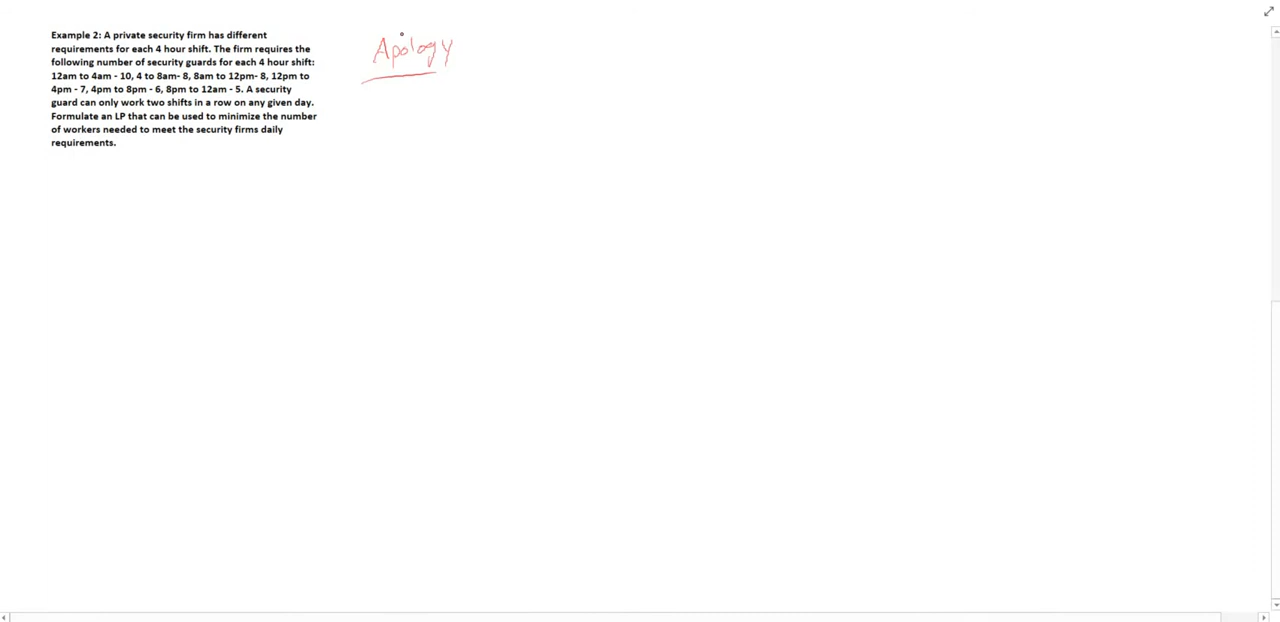 Example 2: A private security firm has different
requirements for each 4 hour shift. The firm requires the
following number of security guards for each 4 hour shift:
12am to 4am - 10, 4 to 8am- 8, 8am to 12pm- 8, 12pm to
4pm - 7, 4pm to 8pm - 6, 8pm to 12am - 5. A security
guard can only work two shifts in a row on any given day.
Formulate an LP that can be used to minimize the number
of workers needed to meet the security firms daily
requirements.
Apology